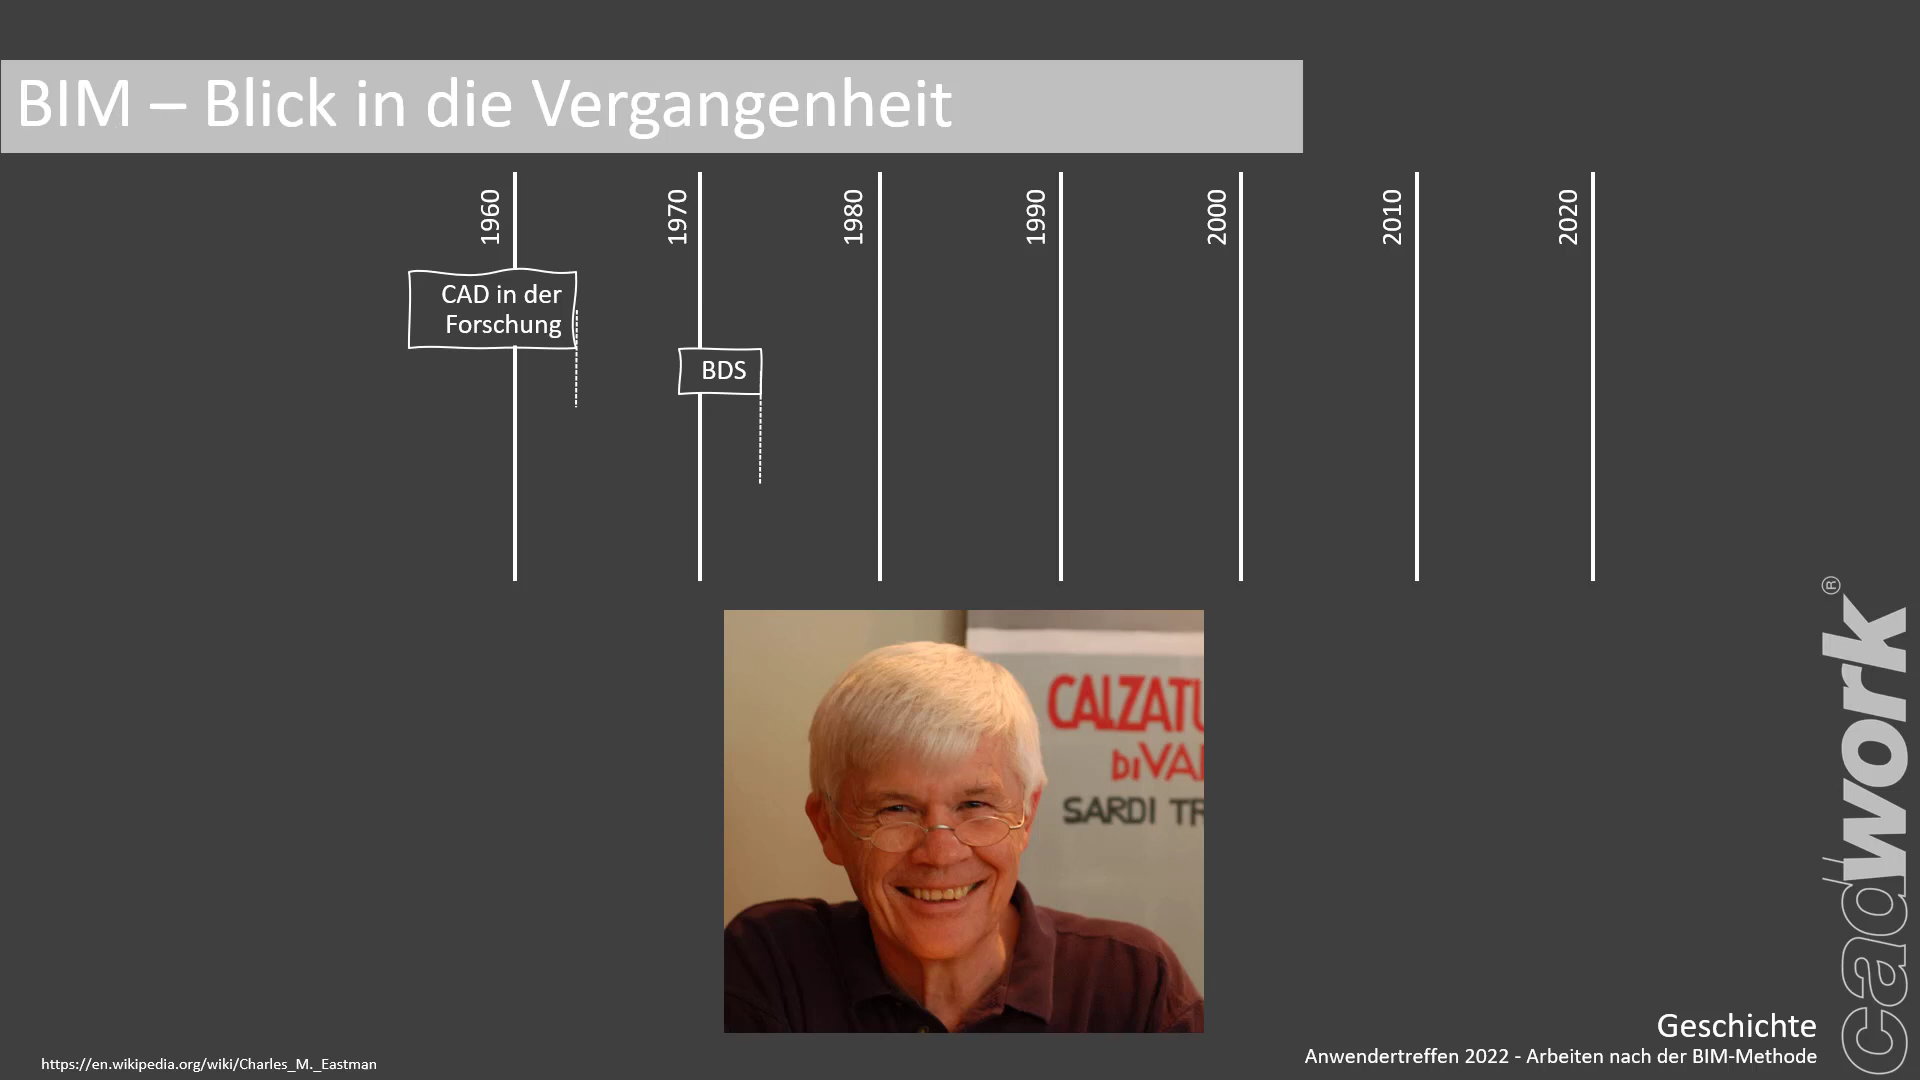 BIM – Blick in die Vergangenheit
1960
1970
1980
1990
2000
2010
2020
CAD in der
Forschung
BDS
CALZATU
DI VAL
SARDI TR
cadwork®
Geschichte
Anwendertreffen 2022 - Arbeiten nach der BIM-Methode
https://en.wikipedia.org/wiki/Charles_M._Eastman